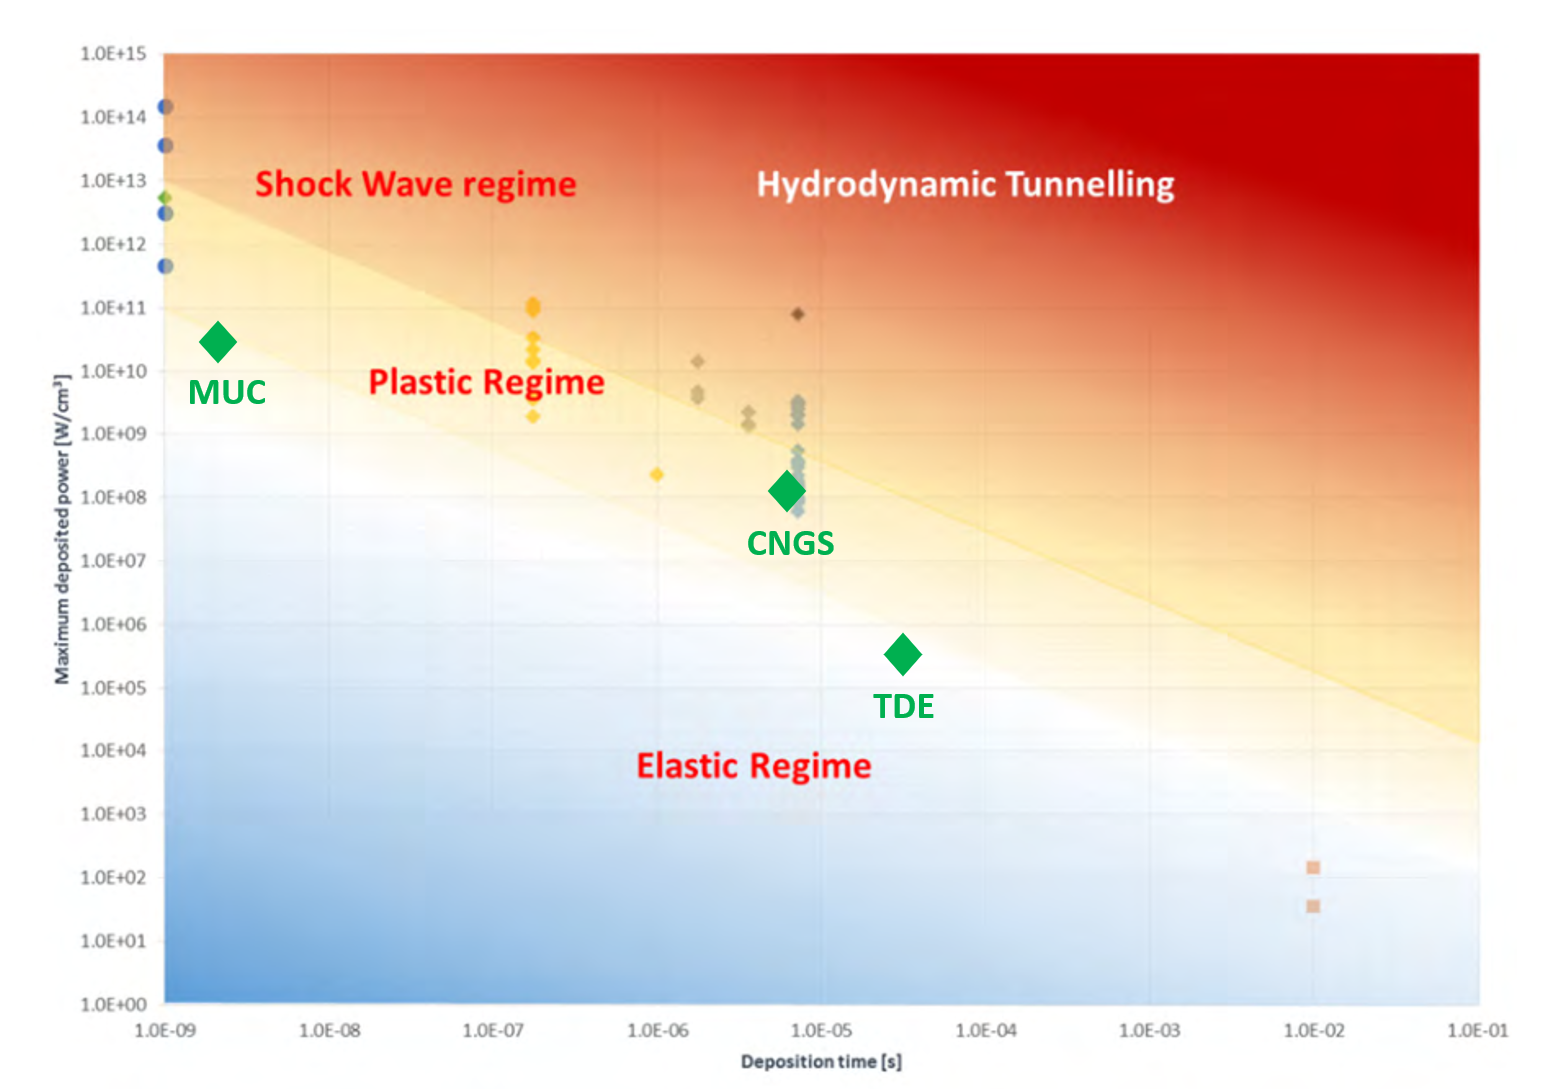 1.0E+15
1.0E+14
1.0E+13
1.0E+12
1.0E+11
1.0E+10
1.0E+09
1.0E+08
1.0E+07
1.0E+06
1.0E+05
1.0E+04
1.0E+03
1.0E+02
1.0E+01
1.0E+00
Maximum deposited power [W/cm³]
Shock Wave regime
Hydrodynamic Tunnelling
Plastic Regime
MUC
CNGS
TDE
Elastic Regime
1.0E-09
1.0E-08
1.0E-07
1.0E-06
1.0E-05
1.0E-04
1.0E-03
1.0E-02
1.0E-01
Deposition time [s]